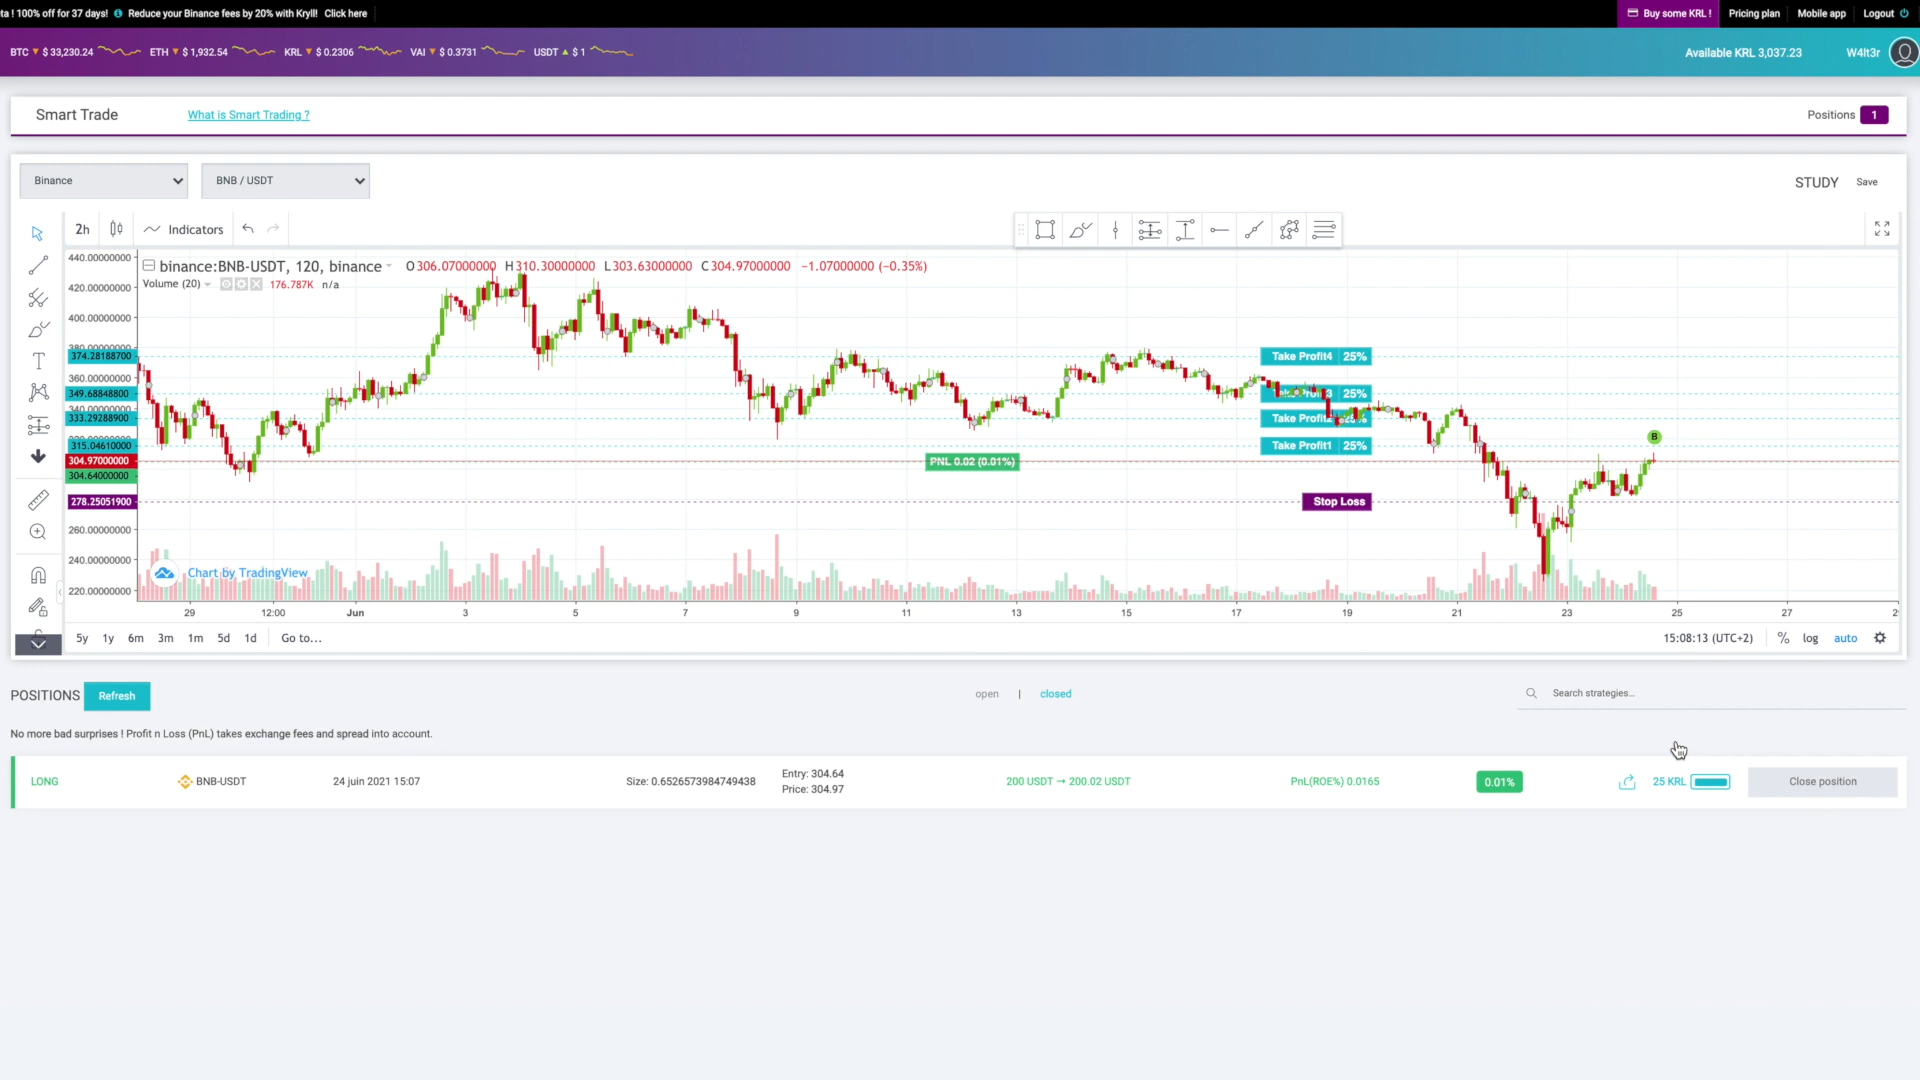 ta ! 100% off for 37 days! Reduce your Binance fees by 20% with Kryll! Click here
Buy some KRL ! Pricing plan Mobile app Logout
BTC $ 33,230.24 ETH $ 1,932.54 KRL $ 0.2306 VAI $ 0.3731 USDT $ 1
Available KRL 3,037.23 W4lt3r
Smart Trade What is Smart Trading ? Positions 1
Binance BNB / USDT STUDY Save
2h Indicators
binance:BNB-USDT, 120, binance O306.07000000 H310.30000000 L303.63000000 C304.97000000 −1.07000000 (−0.35%)
Volume (20) 176.787K n/a
440.00000000
420.00000000
400.00000000
380.00000000
374.28188700 Take Profit4 25%
360.00000000
349.68848800 25%
340.00000000
333.29288900 Take Profit2 25%
320.00000000
315.04610000 Take Profit1 25%
304.97000000 PNL 0.02 (0.01%)
304.64000000
278.25051900 Stop Loss
260.00000000
240.00000000
220.00000000
B
Chart by TradingView
29 12:00 Jun 3 5 7 9 11 13 15 17 19 21 23 25 27 2
5y 1y 6m 3m 1m 5d 1d Go to... 15:08:13 (UTC+2) % log auto
POSITIONS Refresh open | closed Search strategies...
No more bad surprises ! Profit n Loss (PnL) takes exchange fees and spread into account.
LONG BNB-USDT 24 juin 2021 15:07 Size: 0.6526573984749438 Entry: 304.64
Price: 304.97 200 USDT → 200.02 USDT PnL(ROE%) 0.0165 0.01% 25 KRL Close position